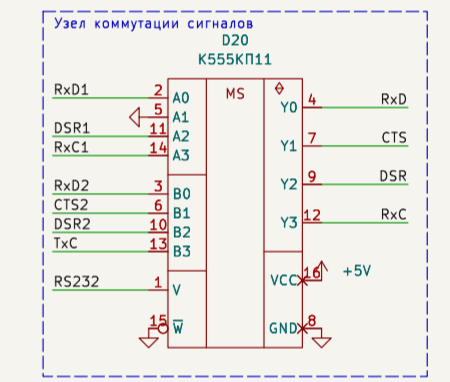 Узел коммутации сигналов
D20
К555КП11
MS
RxD1 2 A0
5 A1
DSR1 11 A2
RxC1 14 A3
RxD2 3 B0
CTS2 6 B1
DSR2 10 B2
TxC 13 B3
RS232 1 V
15 W
Y0 4 RxD
Y1 7 CTS
Y2 9 DSR
Y3 12 RxC
VCC 16 +5V
GND 8